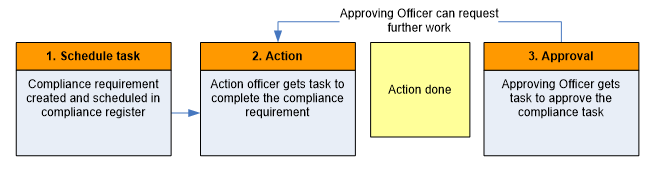 Approving Officer can request
further work
1. Schedule task
Compliance requirement
created and scheduled in
compliance register
2. Action
Action officer gets task to
complete the compliance
requirement
Action done
3. Approval
Approving Officer gets
task to approve the
compliance task